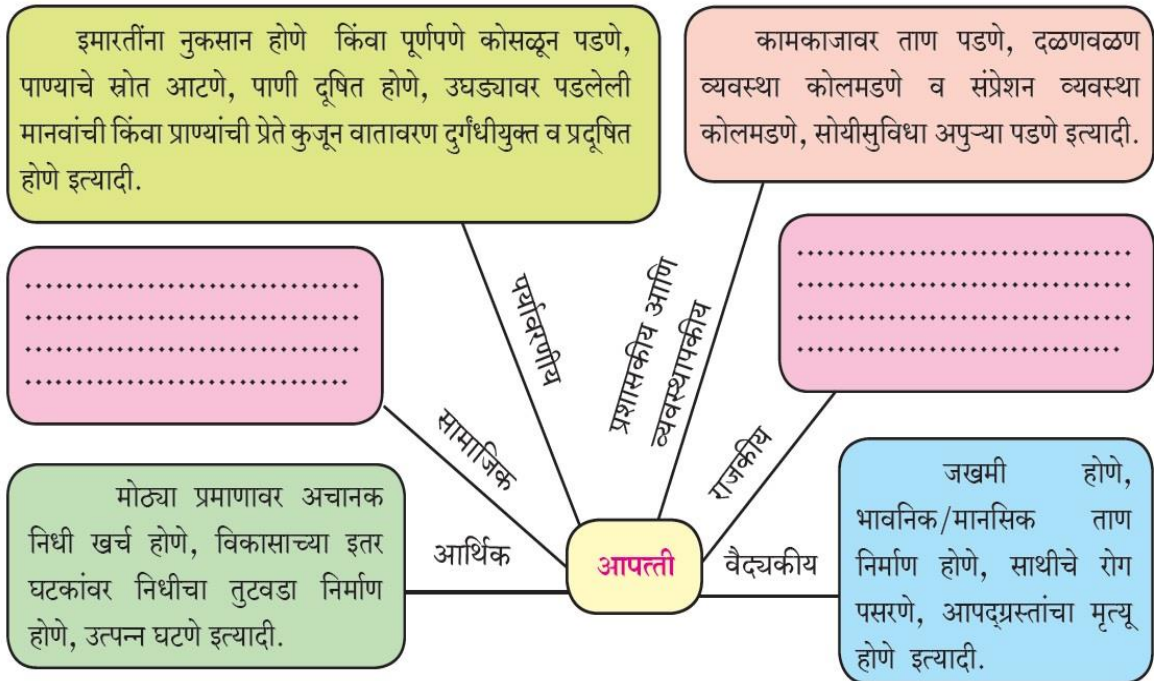 इमारतींना नुकसान होणे किंवा पूर्णपणे कोसळून पडणे,
पाण्याचे स्रोत आटणे, पाणी दूषित होणे, उघड्यावर पडलेली
मानवांची किंवा प्राण्यांची प्रेते कुजून वातावरण दुर्गंधीयुक्त व प्रदूषित
होणे इत्यादी.
कामकाजावर ताण पडणे, दळणवळण
व्यवस्था कोलमडणे व संप्रेशन व्यवस्था
कोलमडणे, सोयीसुविधा अपुऱ्या पडणे इत्यादी.
पर्यावरणीय
प्रशासकीय आणि
व्यवस्थापकीय
सामाजिक
राजकीय
मोठ्या प्रमाणावर अचानक
निधी खर्च होणे, विकासाच्या इतर
घटकांवर निधीचा तुटवडा निर्माण
होणे, उत्पन्न घटणे इत्यादी.
आर्थिक
आपत्ती
वैद्यकीय
जखमी होणे,
भावनिक/मानसिक ताण
निर्माण होणे, साथीचे रोग
पसरणे, आपद्ग्रस्तांचा मृत्यू
होणे इत्यादी.